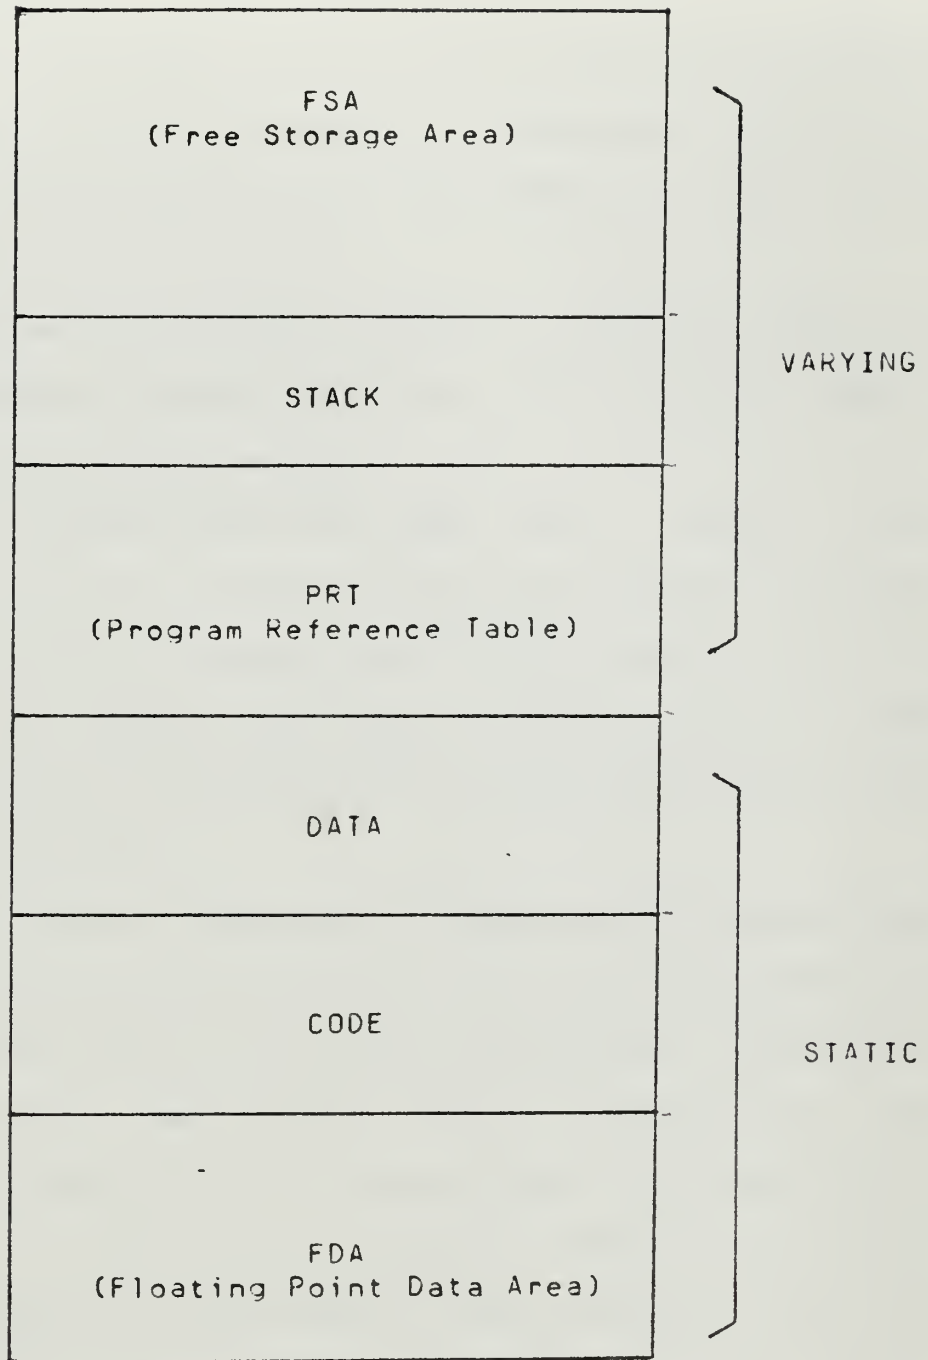 FSA
(Free Storage Area)
STACK
VARYING
PRT
(Program Reference Table)
DATA
CODE
STATIC
FDA
(Floating Point Data Area)